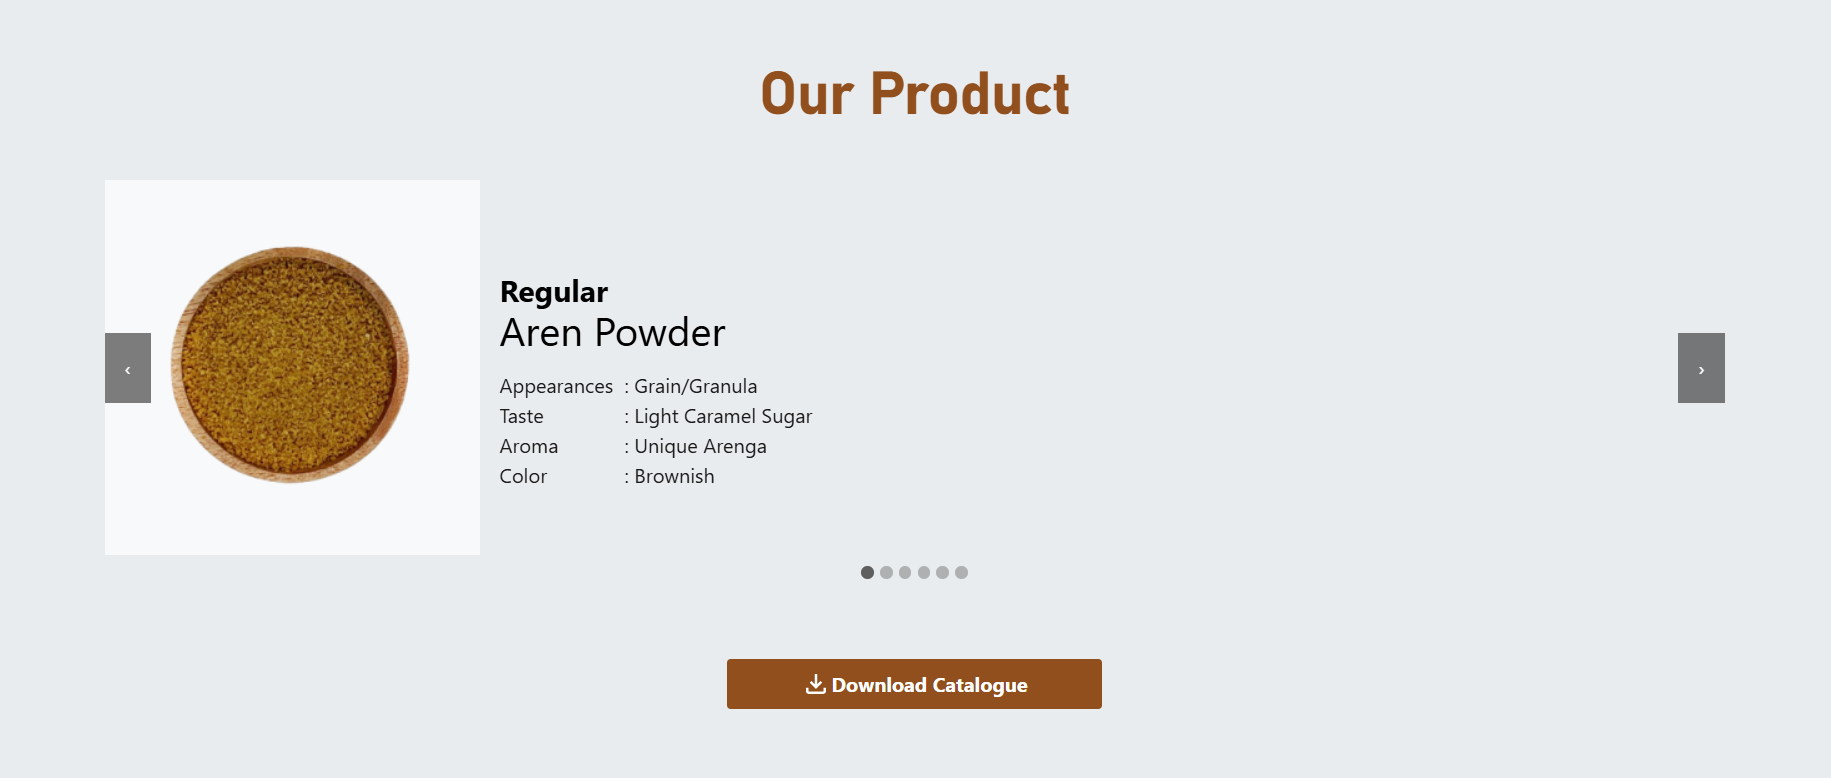 Our Product
Regular
Aren Powder
Appearances : Grain/Granula
Taste : Light Caramel Sugar
Aroma : Unique Arenga
Color : Brownish
‹
›
Download Catalogue